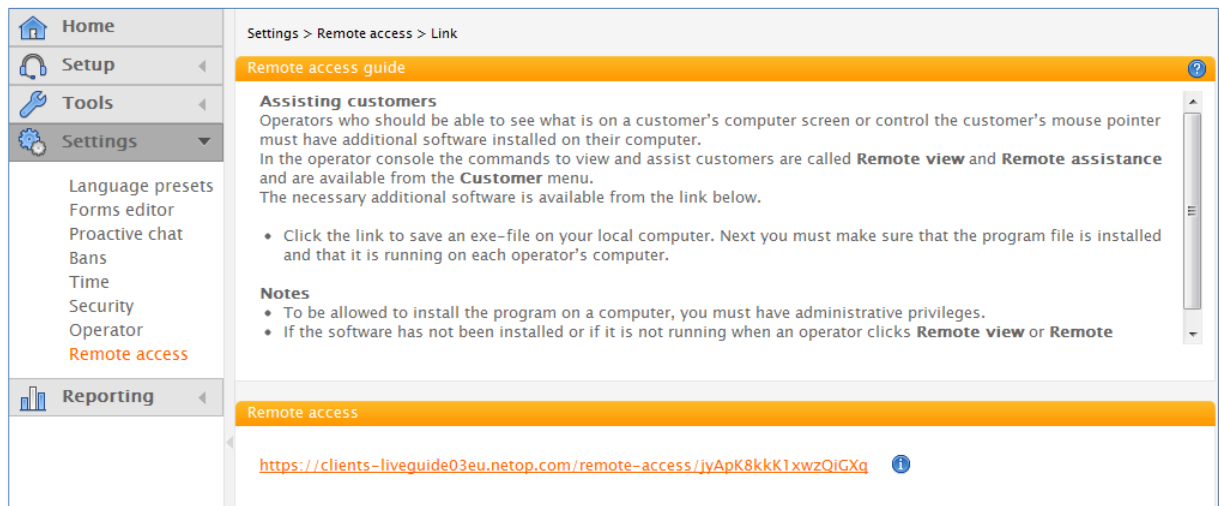 Home
Setup
Tools
Settings
Language presets
Forms editor
Proactive chat
Bans
Time
Security
Operator
Remote access
Reporting
Settings > Remote access > Link
Remote access guide
?
Assisting customers
Operators who should be able to see what is on a customer's computer screen or control the customer's mouse pointer
must have additional software installed on their computer.
In the operator console the commands to view and assist customers are called Remote view and Remote assistance
and are available from the Customer menu.
The necessary additional software is available from the link below.
• Click the link to save an exe-file on your local computer. Next you must make sure that the program file is installed
and that it is running on each operator's computer.
Notes
• To be allowed to install the program on a computer, you must have administrative privileges.
• If the software has not been installed or if it is not running when an operator clicks Remote view or Remote
Remote access
https://clients-liveguide03eu.netop.com/remote-access/jyApK8kkK1xwzQiGXq
i